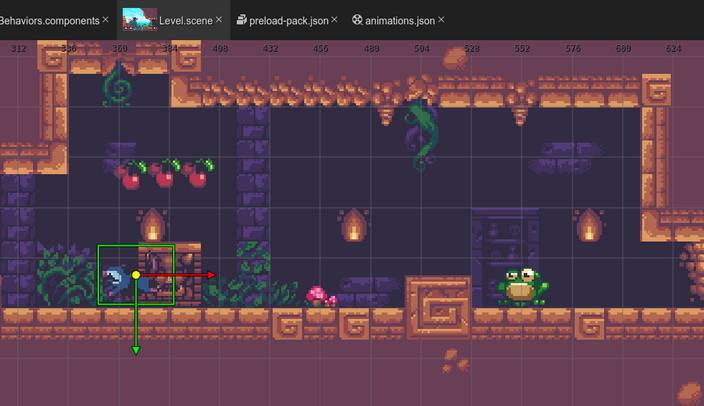 Behaviors.components × Level.scene × preload-pack.json × animations.json ×
312 336 360 384 408 432 456 480 504 528 552 576 600 624